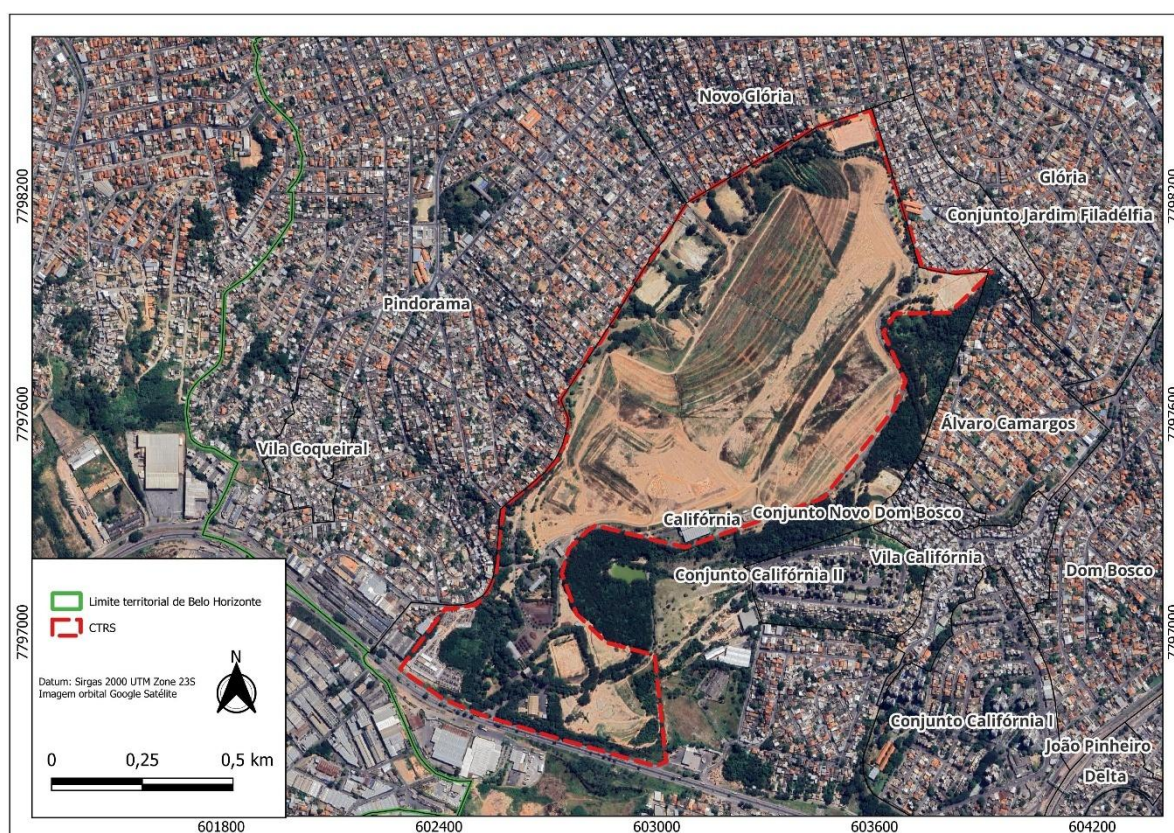 Novo Glória
Glória
Conjunto Jardim Filadélfia
Pindorama
Álvaro Camargos
Vila Coqueiral
Califórnia
Conjunto Novo Dom Bosco
Vila Califórnia
Conjunto Califórnia II
Dom Bosco
Conjunto Califórnia I
João Pinheiro
Delta
Limite territorial de Belo Horizonte
CTRS
Datum: Sirgas 2000 UTM Zone 23S
Imagem orbital Google Satélite
N
0 0,25 0,5 km
7798200
7797600
7797000
7798200
7797600
7797000
601800 602400 603000 603600 604200